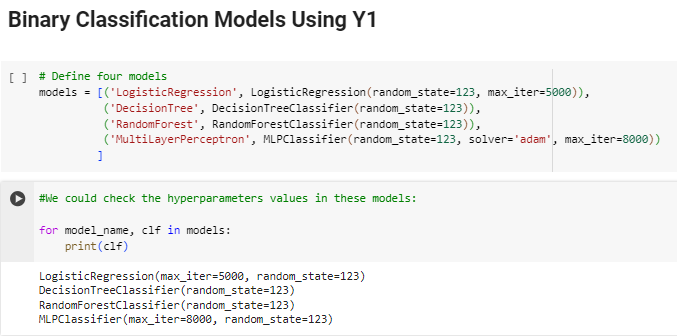 Binary Classification Models Using Y1
[ ] # Define four models
models = [('LogisticRegression', LogisticRegression(random_state=123, max_iter=5000)),
('DecisionTree', DecisionTreeClassifier(random_state=123)),
('RandomForest', RandomForestClassifier(random_state=123)),
('MultiLayerPerceptron', MLPClassifier(random_state=123, solver='adam', max_iter=8000))
]
#We could check the hyperparameters values in these models:
for model_name, clf in models:
print(clf)
LogisticRegression(max_iter=5000, random_state=123)
DecisionTreeClassifier(random_state=123)
RandomForestClassifier(random_state=123)
MLPClassifier(max_iter=8000, random_state=123)